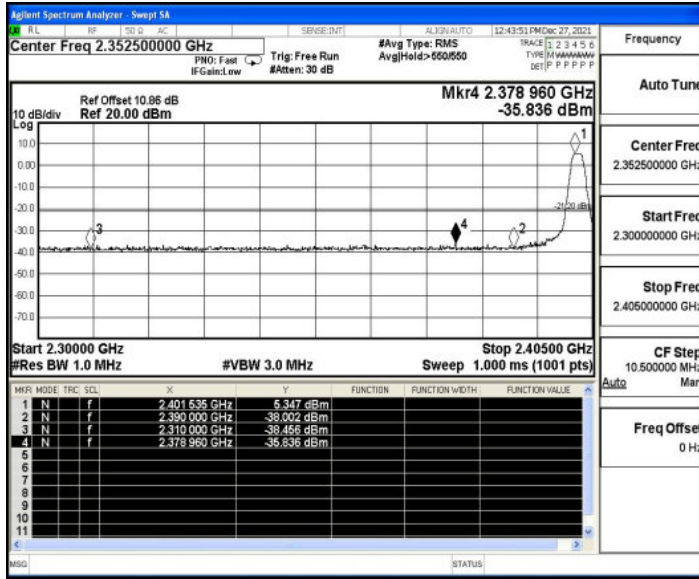 Agilent Spectrum Analyzer - Swept SA
RL RF 50 Ω AC SENSE:INT ALIGNAUTO 12:43:51 PMDec 27, 2021
Center Freq 2.352500000 GHz
PNO: Fast
IFGain:Low
Trig: Free Run
#Atten: 30 dB
#Avg Type: RMS
Avg|Hold:>550/550
TRACE 1 2 3 4 5 6
TYPE
DET P P P P P P
Ref Offset 10.86 dB
Ref 20.00 dBm
10 dB/div
Log
Mkr4 2.378 960 GHz
-35.836 dBm
10.0
0.00
-10.0
-20.0
-30.0
-40.0
-50.0
-60.0
-70.0
1
2
3
4
-21.20 dBm
Start 2.30000 GHz Stop 2.40500 GHz
#Res BW 1.0 MHz #VBW 3.0 MHz Sweep 1.000 ms (1001 pts)
MKR MODE TRC SCL X Y FUNCTION FUNCTION WIDTH FUNCTION VALUE
1 N f 2.401 535 GHz 5.347 dBm
2 N f 2.390 000 GHz -38.002 dBm
3 N f 2.310 000 GHz -38.456 dBm
4 N f 2.378 960 GHz -35.836 dBm
5
6
7
8
9
10
11
MSG STATUS
Frequency
Auto Tune
Center Freq
2.352500000 GHz
Start Freq
2.300000000 GHz
Stop Freq
2.405000000 GHz
CF Step
10.500000 MHz
Auto Man
Freq Offset
0 Hz